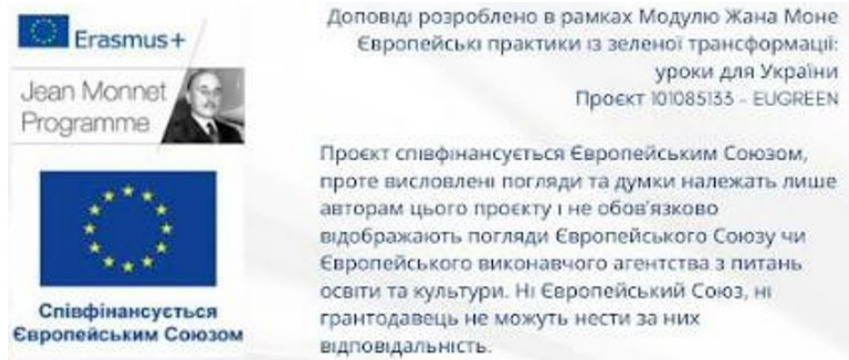 Erasmus+
Jean Monnet
Programme
Співфінансується
Європейським Союзом
Доповіді розроблено в рамках Модулю Жана Моне
Європейські практики із зеленої трансформації:
уроки для України
Проєкт 101085133 - EUGREEN
Проєкт співфінансується Європейським Союзом,
проте висловлені погляди та думки належать лише
авторам цього проєкту і не обов'язково
відображають погляди Європейського Союзу чи
Європейського виконавчого агентства з питань
освіти та культури. Ні Європейський Союз, ні
грантодавець не можуть нести за них
відповідальність.